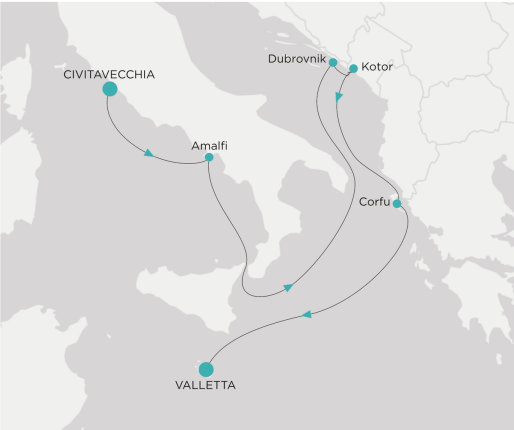 Dubrovnik
Kotor
CIVITAVECCHIA
Amalfi
Corfu
VALLETTA